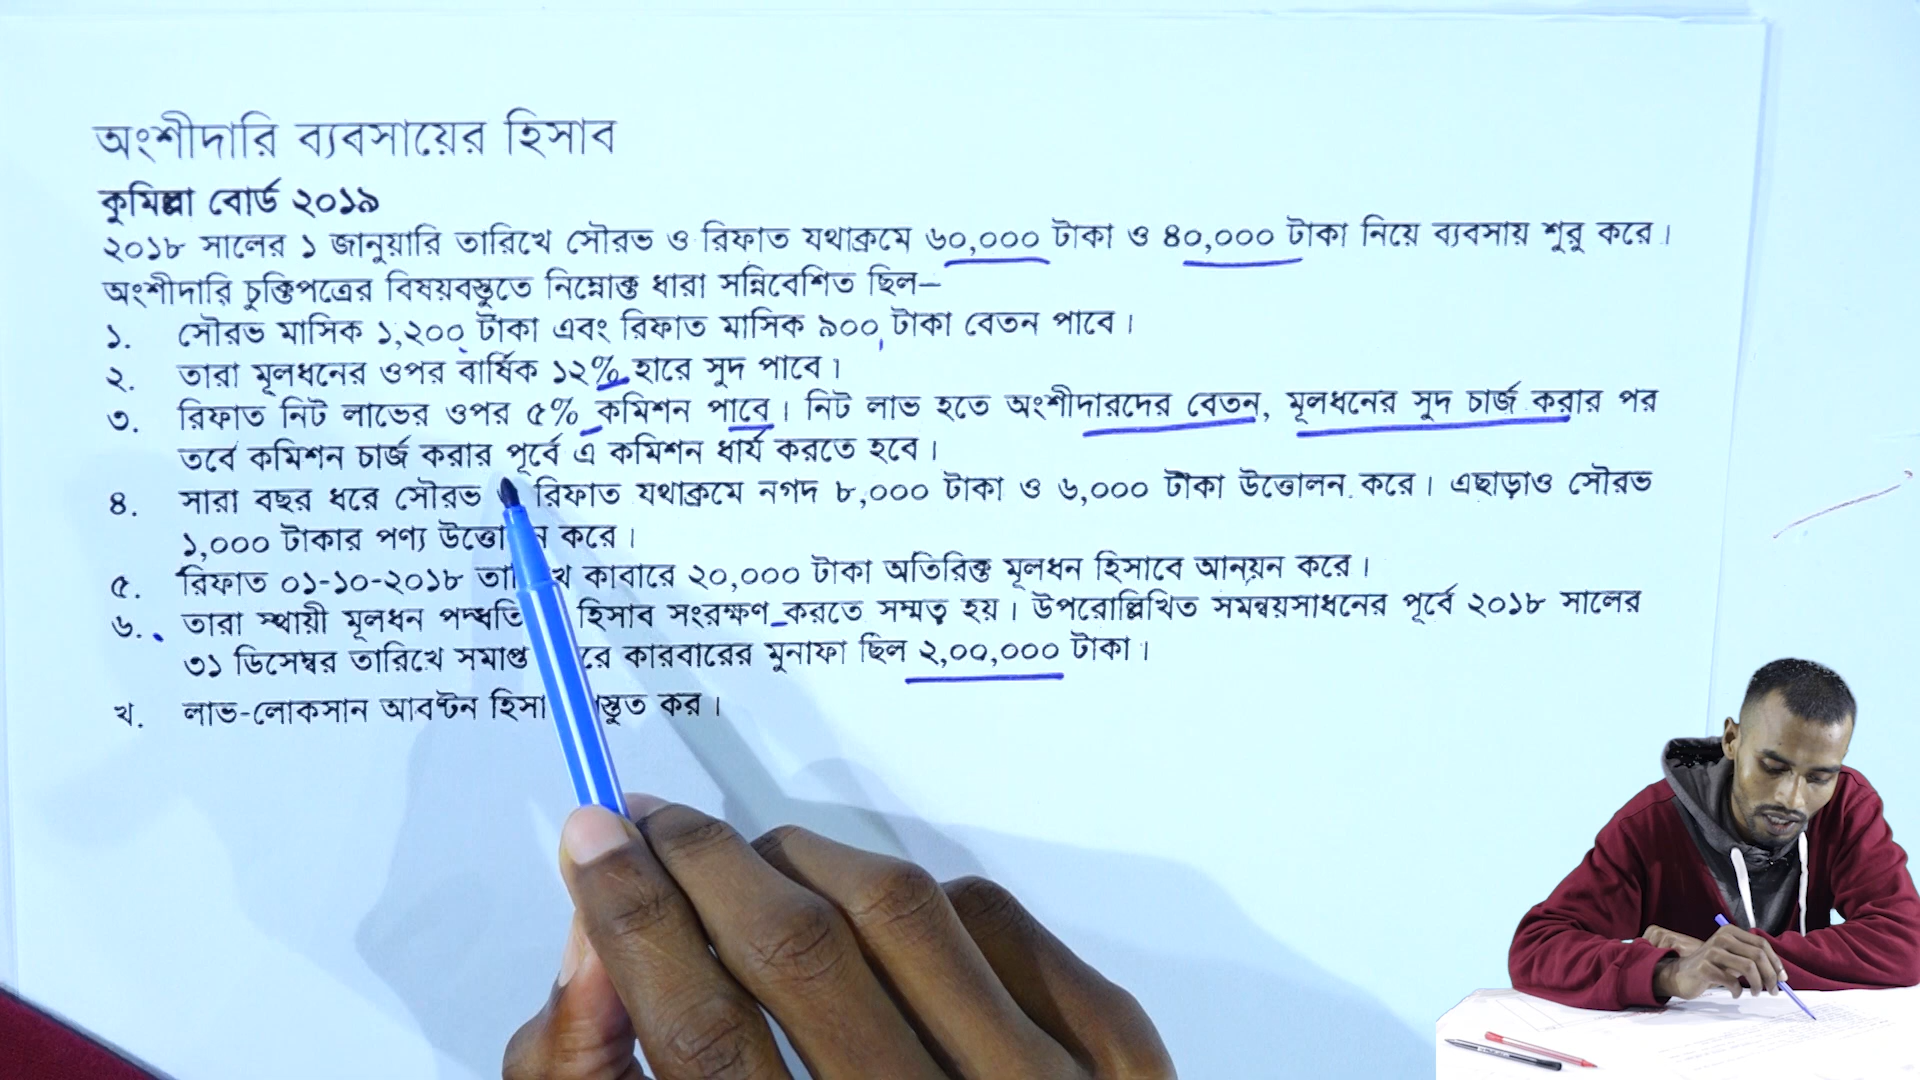 অংশীদারি ব্যবসায়ের হিসাব
কুমিল্লা বোর্ড ২০১৯
২০১৮ সালের ১ জানুয়ারি তারিখে সৌরভ ও রিফাত যথাক্রমে ৬০,০০০ টাকা ও ৪০,০০০ টাকা নিয়ে ব্যবসায় শুরু করে।
অংশীদারি চুক্তিপত্রের বিষয়বস্তুতে নিম্নোক্ত ধারা সন্নিবেশিত ছিল–
১. সৌরভ মাসিক ১,২০০ টাকা এবং রিফাত মাসিক ৯০০ টাকা বেতন পাবে।
২. তারা মূলধনের ওপর বার্ষিক ১২% হারে সুদ পাবে।
৩. রিফাত নিট লাভের ওপর ৫% কমিশন পাবে। নিট লাভ হতে অংশীদারদের বেতন, মূলধনের সুদ চার্জ করার পর
তবে কমিশন চার্জ করার পূর্বে এ কমিশন ধার্য করতে হবে।
৪. সারা বছর ধরে সৌরভ রিফাত যথাক্রমে নগদ ৮,০০০ টাকা ও ৬,০০০ টাকা উত্তোলন করে। এছাড়াও সৌরভ
১,০০০ টাকার পণ্য করে।
৫. রিফাত ০১-১০-২০১৮ কাবারে ২০,০০০ টাকা অতিরিক্ত মূলধন হিসাবে আনয়ন করে।
৬. তারা স্থায়ী মূলধন হিসাব সংরক্ষণ করতে সম্মত হয়। উপরোল্লিখিত সমন্বয়সাধনের পূর্বে ২০১৮ সালের
৩১ ডিসেম্বর তারিখে সমাপ্ত কারবারের মুনাফা ছিল ২,০০,০০০ টাকা।
খ. লাভ-লোকসান আবণ্টন কর।